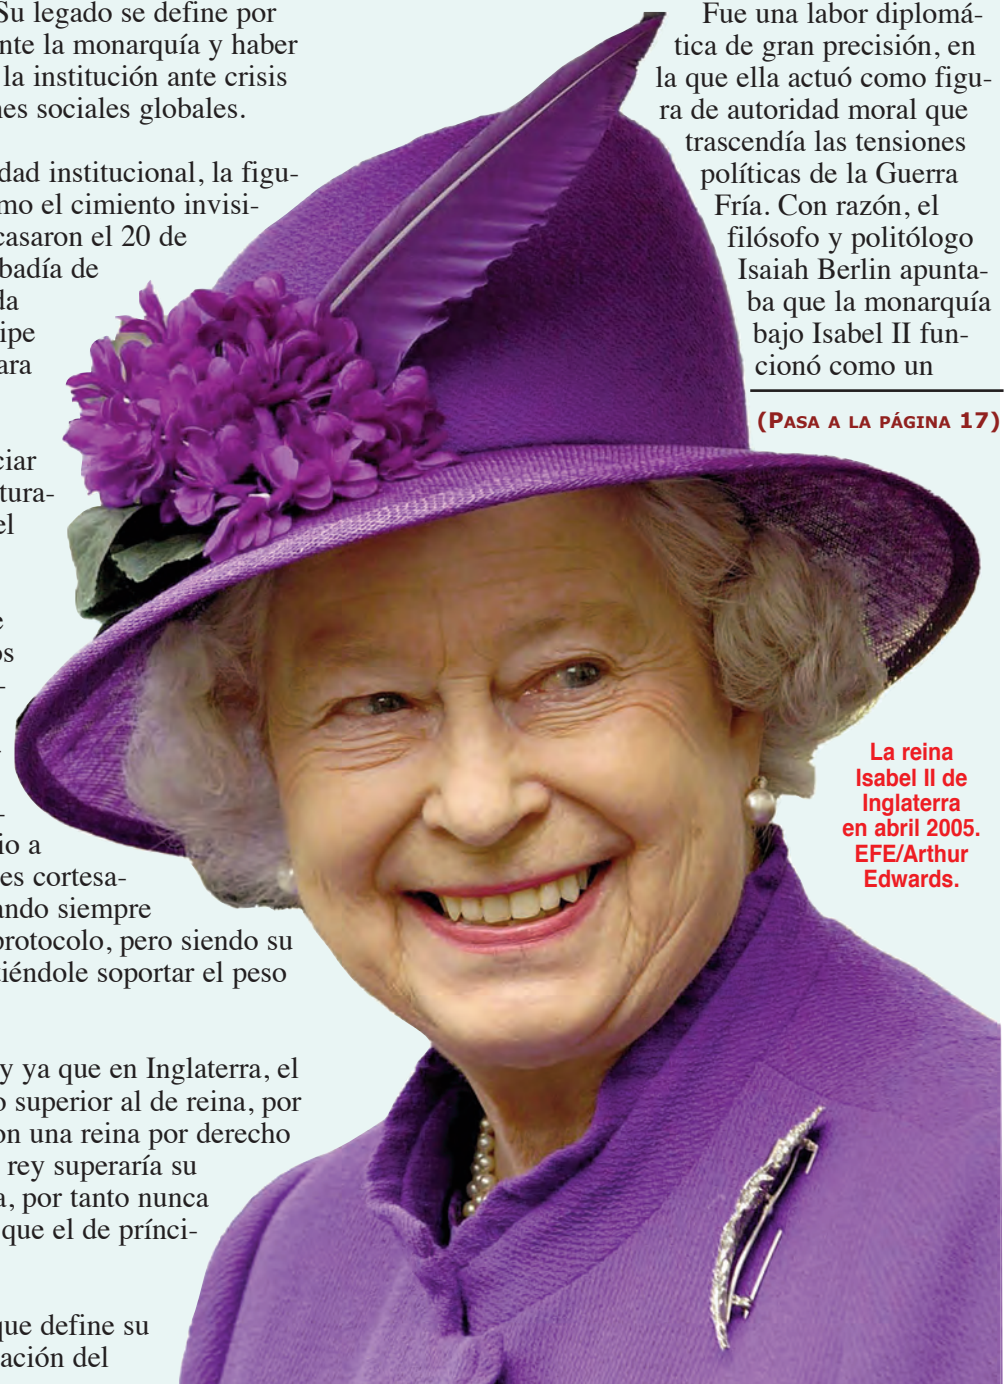 Su legado se define por
nte la monarquía y haber
la institución ante crisis
nes sociales globales.
dad institucional, la figu-
mo el cimiento invisi-
casaron el 20 de
badía de
da
ipe
ara
ciar
tura-
el
e
os
-
-
io a
es cortesa-
ando siempre
protocolo, pero siendo su
tiéndole soportar el peso
y ya que en Inglaterra, el
o superior al de reina, por
on una reina por derecho
rey superaría su
a, por tanto nunca
que el de prínci-
que define su
ación del
Fue una labor diplomá-
tica de gran precisión, en
la que ella actuó como figu-
ra de autoridad moral que
trascendía las tensiones
políticas de la Guerra
Fría. Con razón, el
filósofo y politólogo
Isaiah Berlin apunta-
ba que la monarquía
bajo Isabel II fun-
cionó como un
(PASA A LA PÁGINA 17)
La reina
Isabel II de
Inglaterra
en abril 2005.
EFE/Arthur
Edwards.